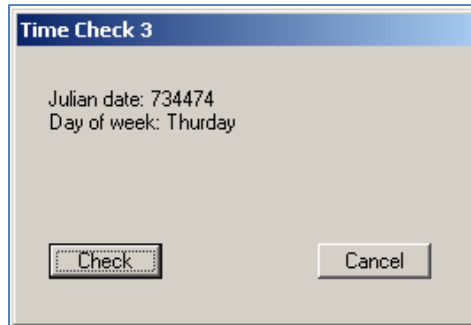 Time Check 3
Julian date: 734474
Day of week: Thurday
Check
Cancel